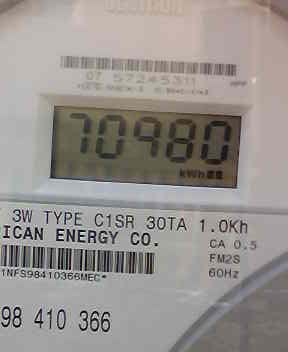 07 57245311
70980
kWh
3W TYPE C1SR 30TA 1.0Kh
ICAN ENERGY CO.
CA 0.5
FM2S
60Hz
1NFS98410366MEC*
98 410 366